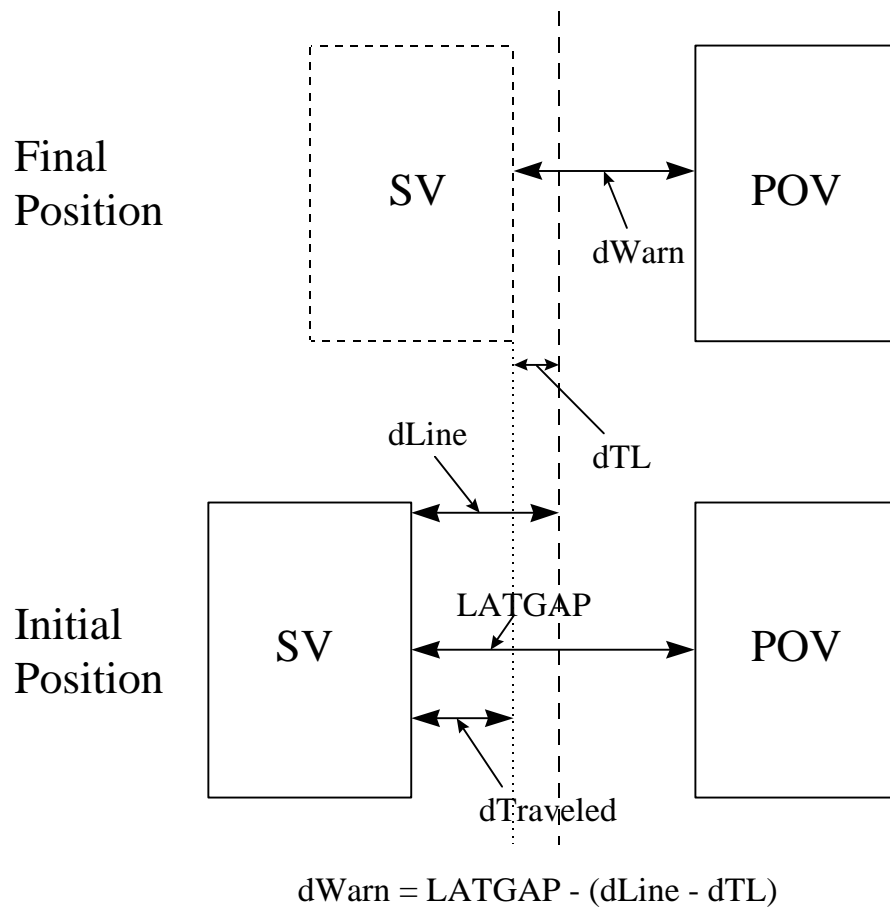 Final
Position
SV
POV
dWarn
dLine
dTL
Initial
Position
SV
LATGAP
POV
dTraveled
dWarn = LATGAP - (dLine - dTL)